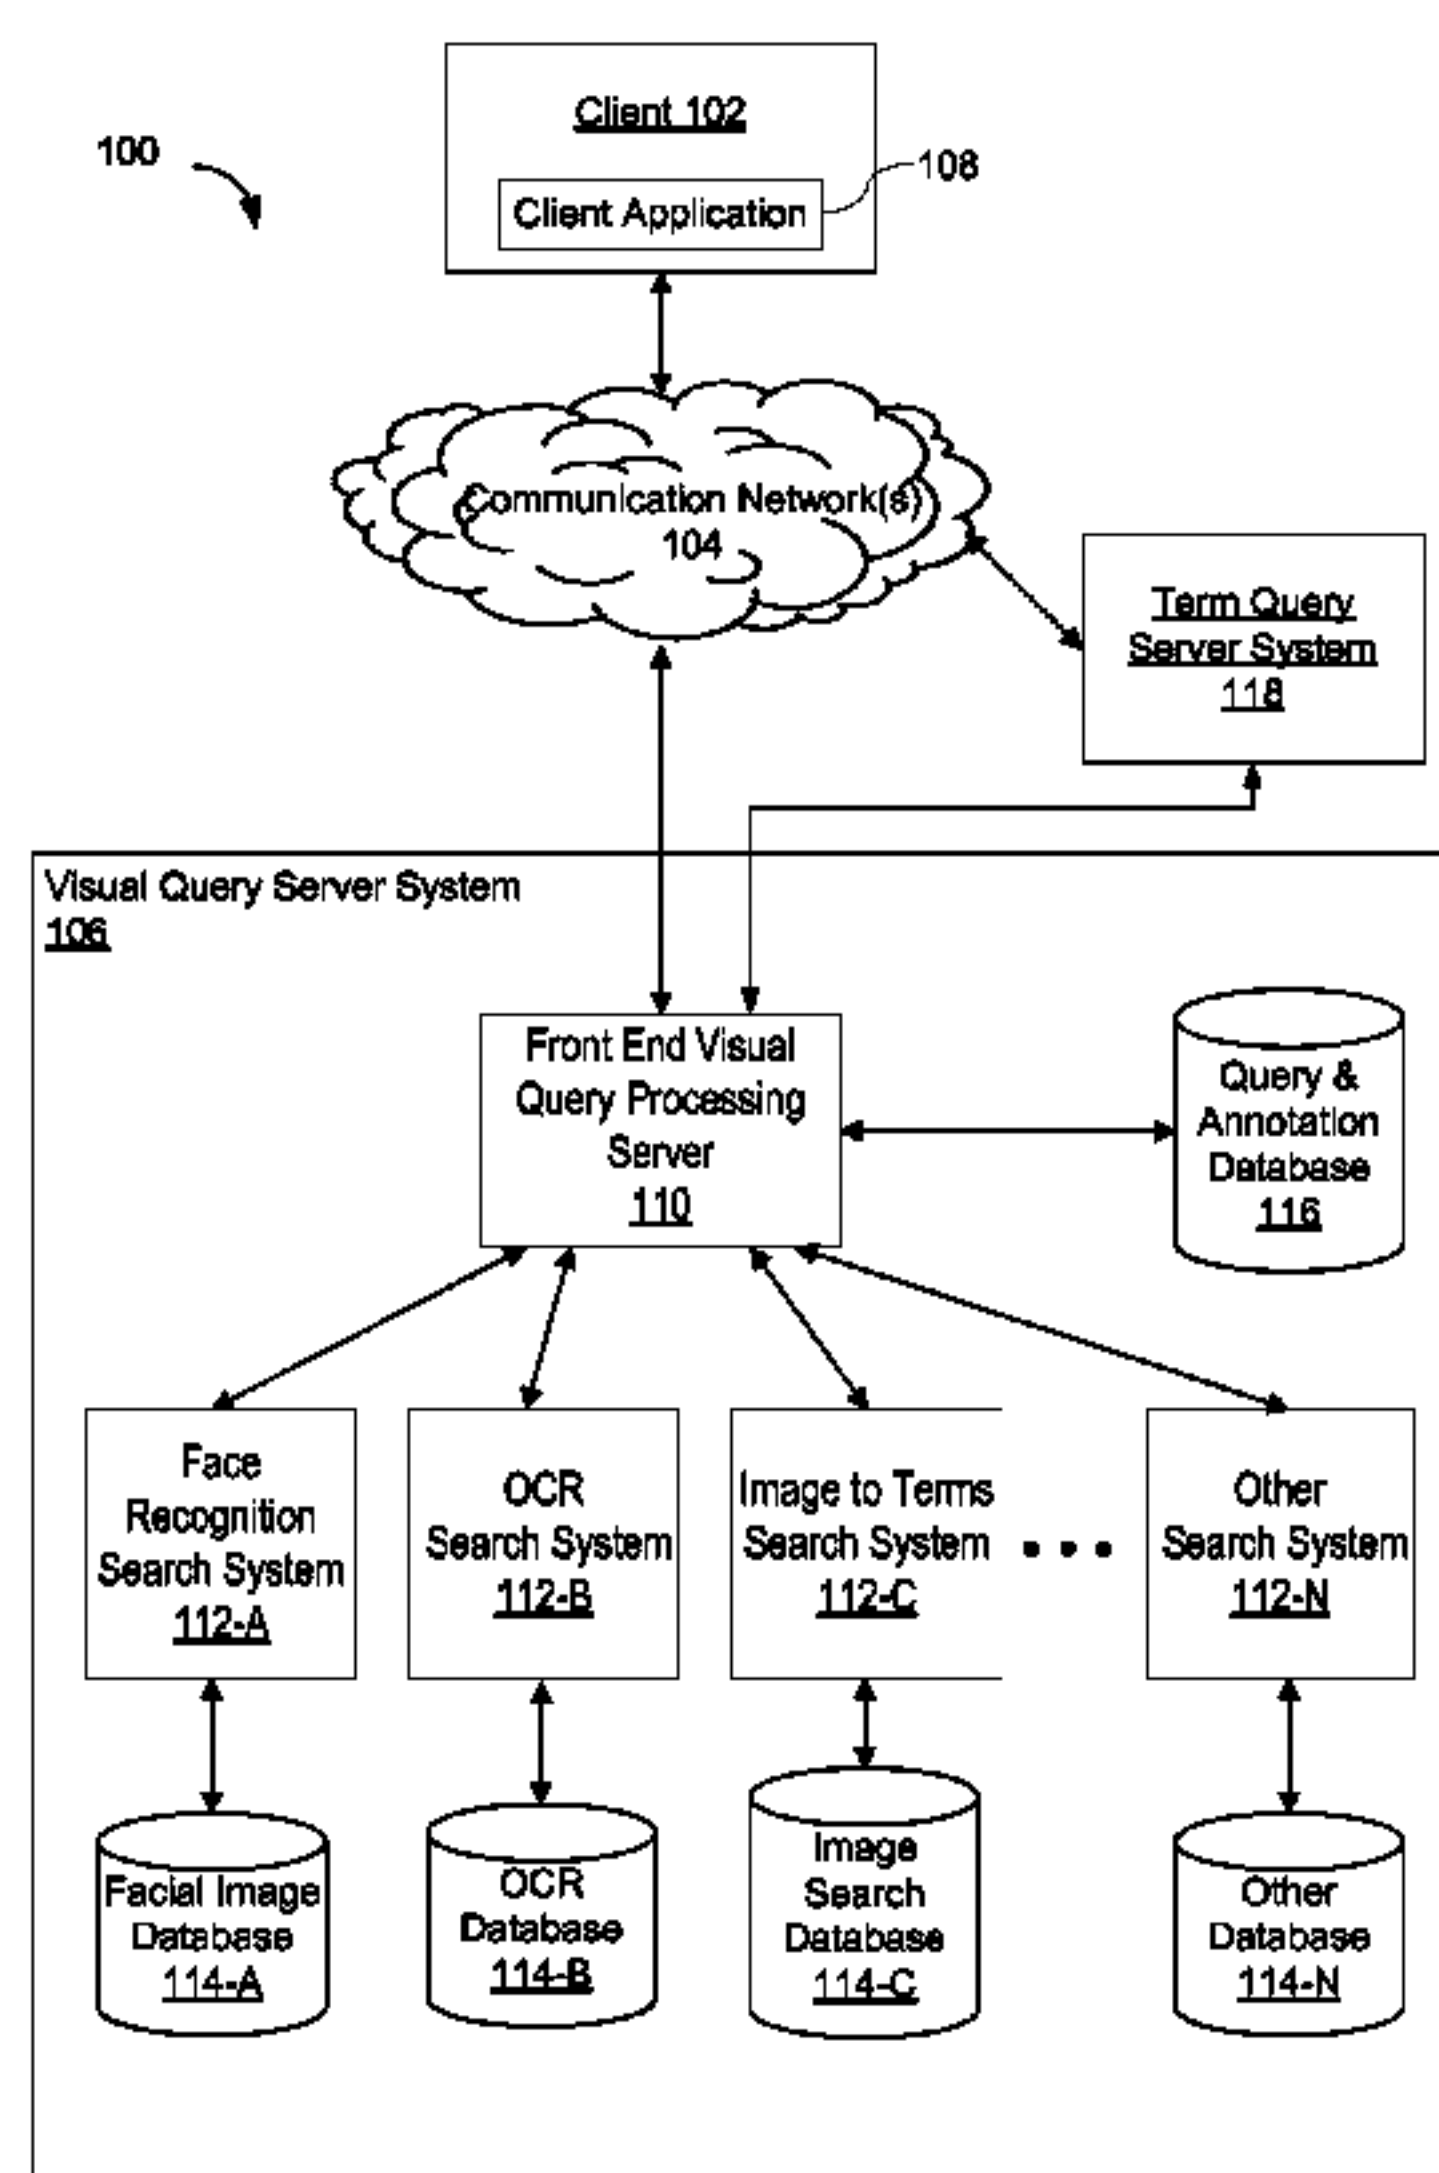 Client 102
100
108
Client Application
Communication Network(s)
104
Term Query
Server System
118
Visual Query Server System
106
Front End Visual
Query Processing
Server
110
Query &
Annotation
Database
116
Face
Recognition
Search System
112-A
OCR
Search System
112-B
Image to Terms
Search System
112-C
Other
Search System
112-N
Facial Image
Database
114-A
OCR
Database
114-B
Image
Search
Database
114-C
Other
Database
114-N